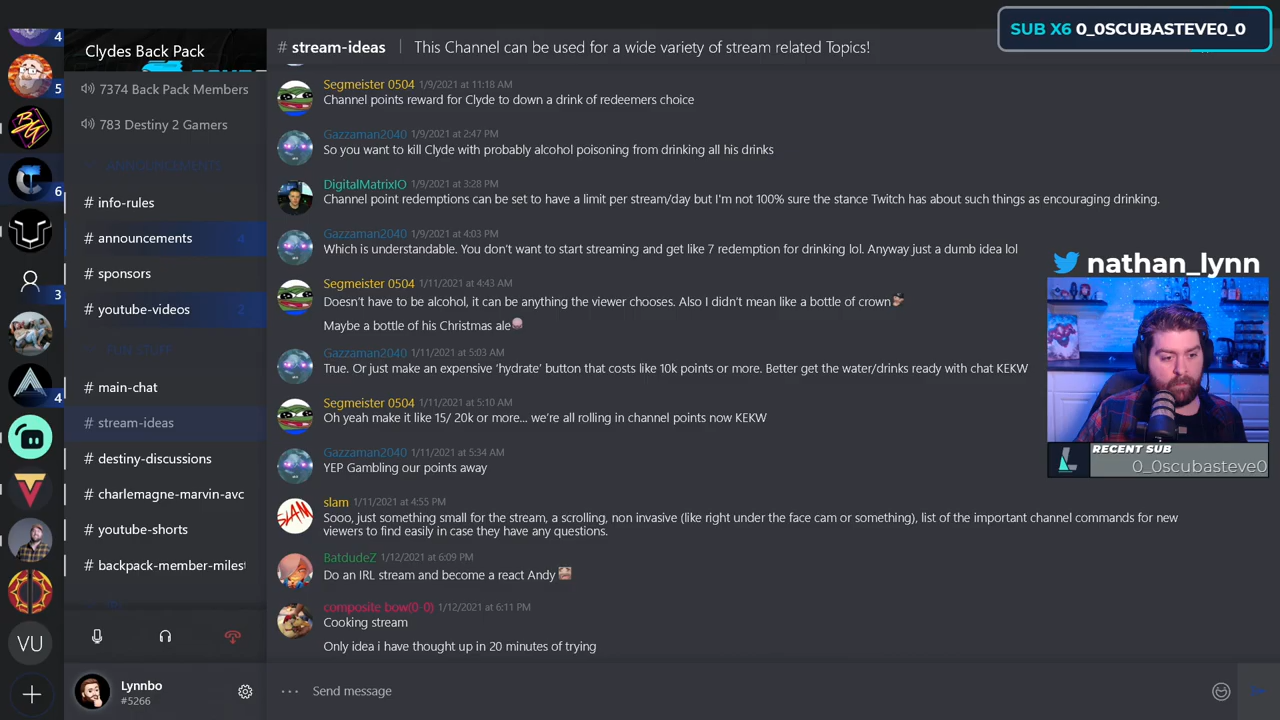 SUB X6 0_0SCUBASTEVE0_0
4
5
6
3
4
VU
Clydes Back Pack
7374 Back Pack Members
783 Destiny 2 Gamers
ANNOUNCEMENTS
# info-rules
# announcements 4
# sponsors
# youtube-videos 2
FUN STUFF
# main-chat
# stream-ideas
# destiny-discussions
# charlemagne-marvin-avc
# youtube-shorts
# backpack-member-milest
Lynnbo
#5266
# stream-ideas | This Channel can be used for a wide variety of stream related Topics!
Segmeister 0504 1/9/2021 at 11:18 AM
Channel points reward for Clyde to down a drink of redeemers choice
Gazzaman2040 1/9/2021 at 2:47 PM
So you want to kill Clyde with probably alcohol poisoning from drinking all his drinks
DigitalMatrixIO 1/9/2021 at 3:28 PM
Channel point redemptions can be set to have a limit per stream/day but I'm not 100% sure the stance Twitch has about such things as encouraging drinking.
Gazzaman2040 1/9/2021 at 4:03 PM
Which is understandable. You don't want to start streaming and get like 7 redemption for drinking lol. Anyway just a dumb idea lol
Segmeister 0504 1/11/2021 at 4:43 AM
Doesn't have to be alcohol, it can be anything the viewer chooses. Also I didn't mean like a bottle of crown
Maybe a bottle of his Christmas ale
Gazzaman2040 1/11/2021 at 5:03 AM
True. Or just make an expensive 'hydrate' button that costs like 10k points or more. Better get the water/drinks ready with chat KEKW
Segmeister 0504 1/11/2021 at 5:10 AM
Oh yeah make it like 15/ 20k or more... we're all rolling in channel points now KEKW
Gazzaman2040 1/11/2021 at 5:34 AM
YEP Gambling our points away
slam 1/11/2021 at 4:55 PM
Sooo, just something small for the stream, a scrolling, non invasive (like right under the face cam or something), list of the important channel commands for new
viewers to find easily in case they have any questions.
BatdudeZ 1/12/2021 at 6:09 PM
Do an IRL stream and become a react Andy
composite bow(0-0) 1/12/2021 at 6:11 PM
Cooking stream
Only idea i have thought up in 20 minutes of trying
Send message
nathan_lynn
RECENT SUB
0_0scubasteve0
SLAM